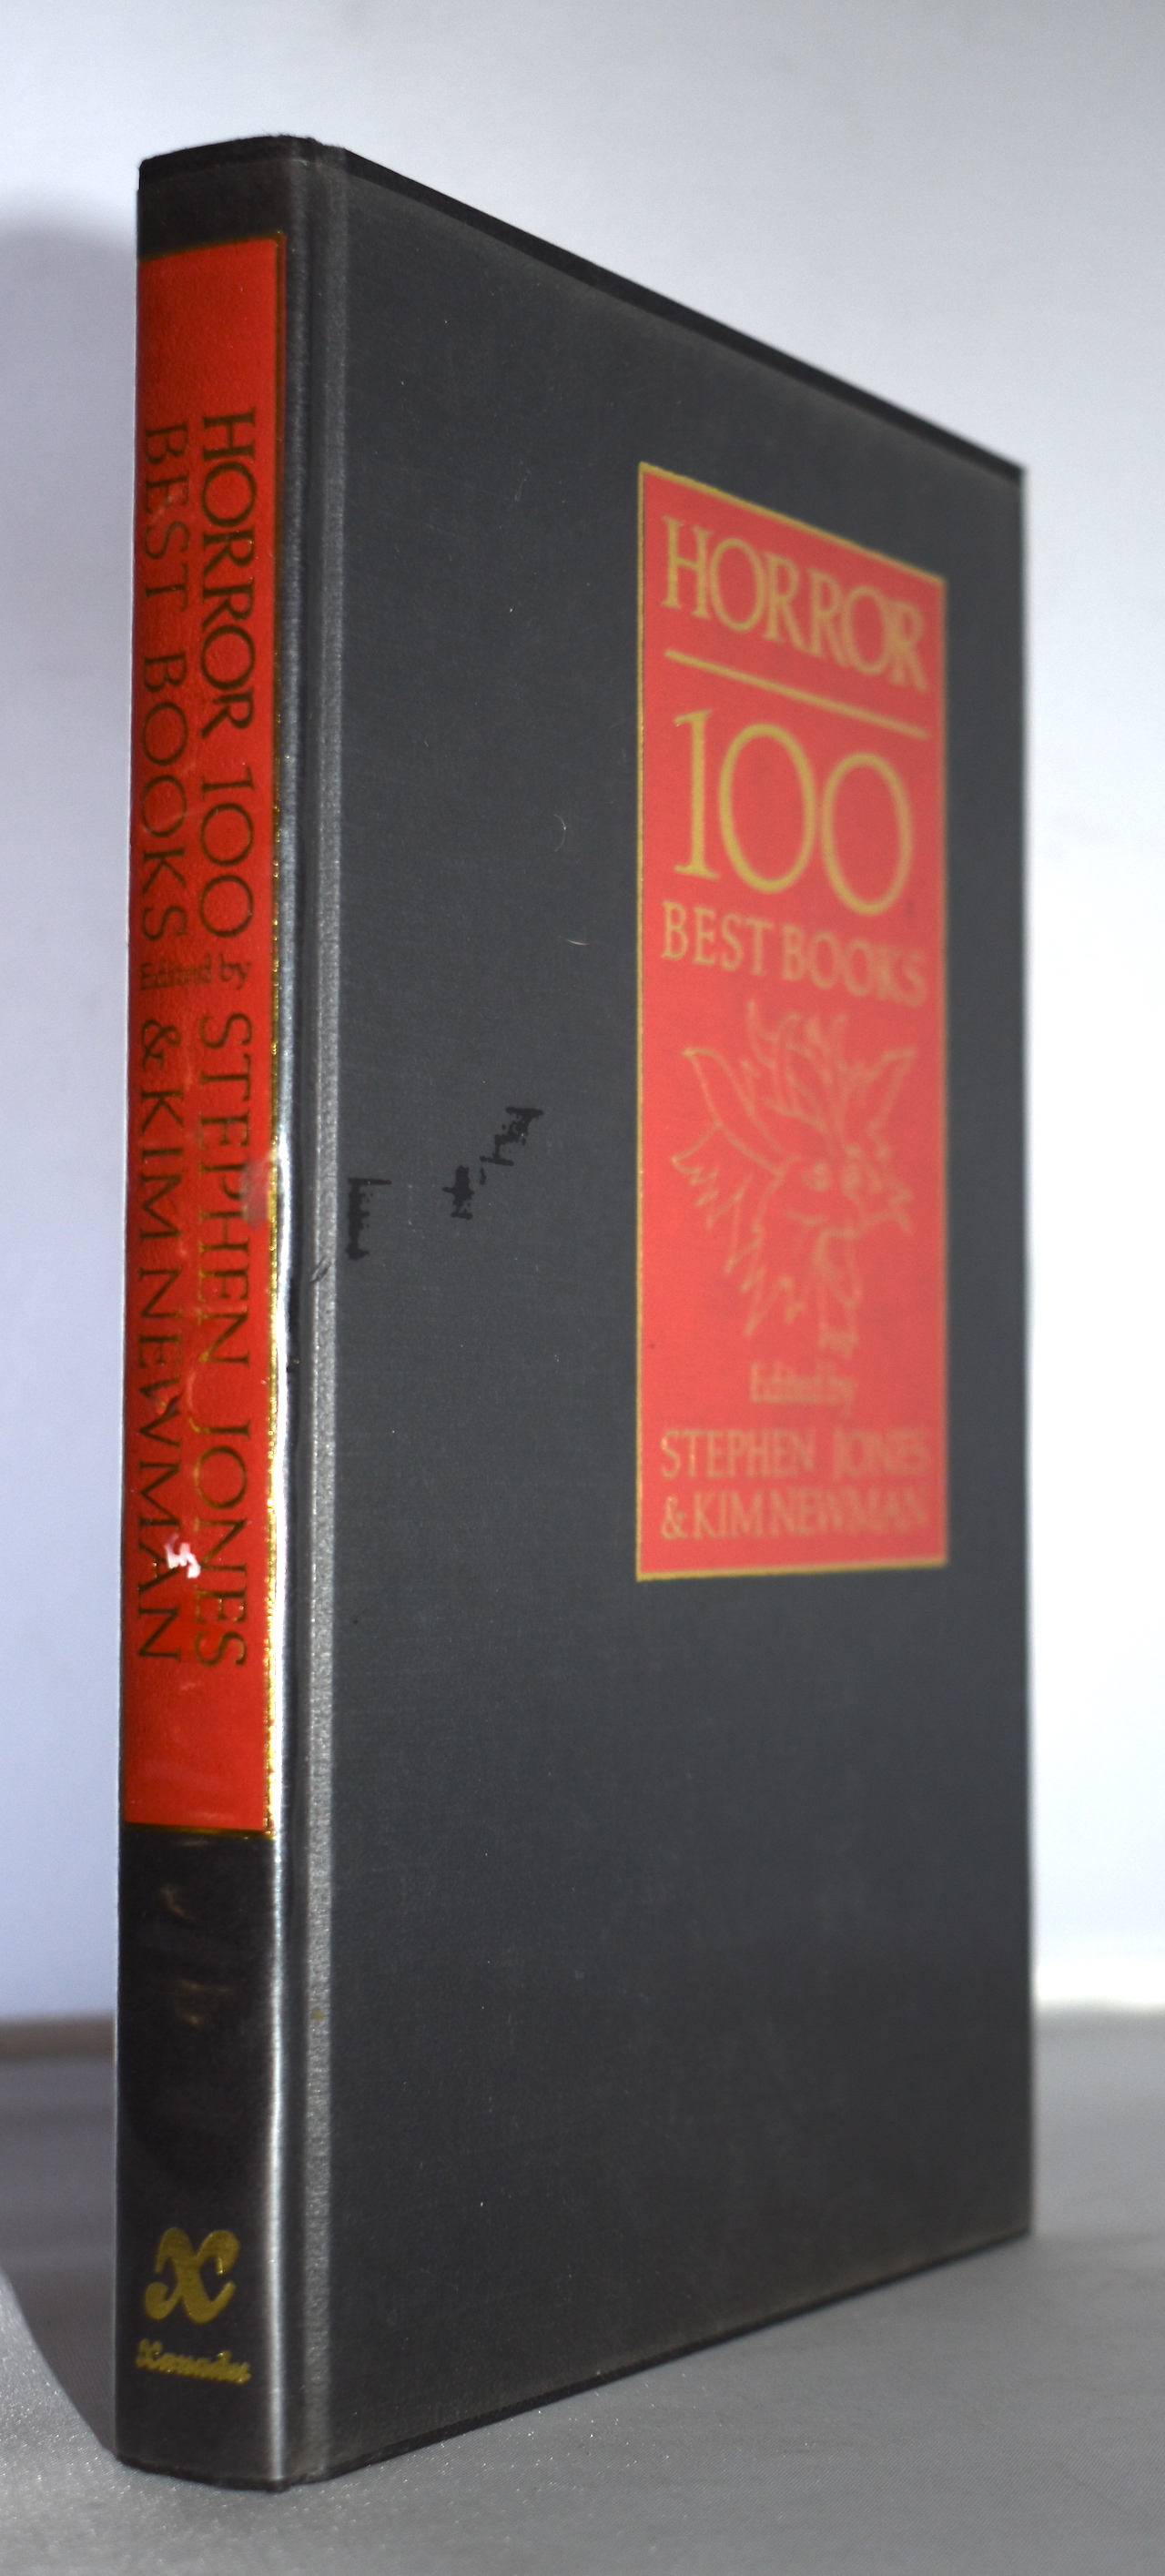 HORROR 100
BEST BOOKS
Edited by
STEPHEN JONES
& KIM NEWMAN
X
Xanadu
HORROR
100
BEST BOOKS
Edited by
STEPHEN JONES
& KIM NEWMAN